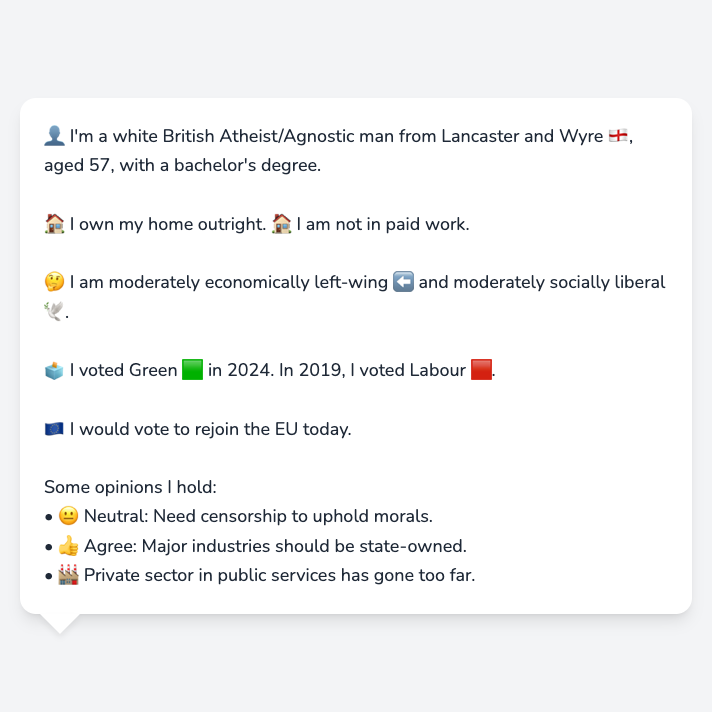 👤 I'm a white British Atheist/Agnostic man from Lancaster and Wyre 🏴󠁧󠁢󠁥󠁮󠁧󠁿,
aged 57, with a bachelor's degree.
🏠 I own my home outright. 🏠 I am not in paid work.
🤔 I am moderately economically left-wing ⬅️ and moderately socially liberal
🕊️.
🗳️ I voted Green 🟩 in 2024. In 2019, I voted Labour 🟥.
🇪🇺 I would vote to rejoin the EU today.
Some opinions I hold:
• 😐 Neutral: Need censorship to uphold morals.
• 👍 Agree: Major industries should be state-owned.
• 🏭 Private sector in public services has gone too far.